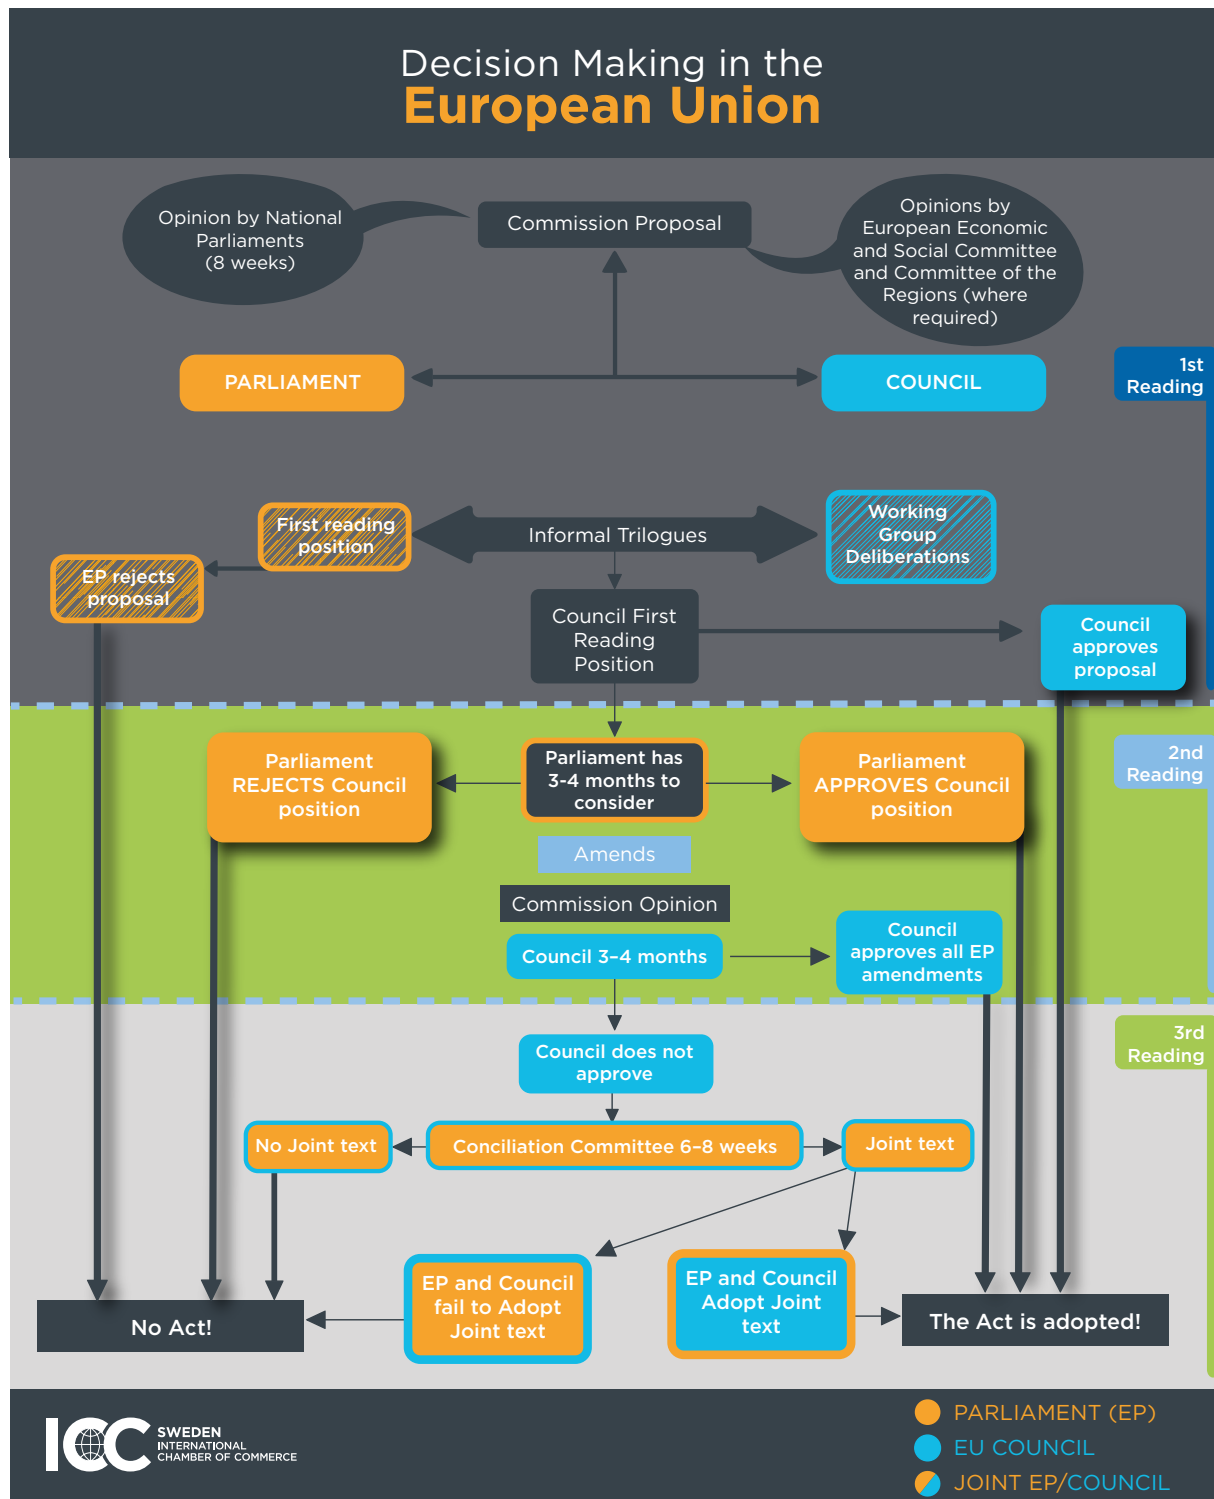 Decision Making in the
European Union
Opinion by National
Parliaments
(8 weeks)
Commission Proposal
Opinions by
European Economic
and Social Committee
and Committee of the
Regions (where
required)
PARLIAMENT
COUNCIL
1st
Reading
First reading
position
Informal Trilogues
Working
Group
Deliberations
EP rejects
proposal
Council First
Reading
Position
Council
approves
proposal
Parliament
REJECTS Council
position
Parliament has
3-4 months to
consider
Parliament
APPROVES Council
position
2nd
Reading
Amends
Commission Opinion
Council 3–4 months
Council
approves all EP
amendments
3rd
Reading
Council does not
approve
No Joint text
Conciliation Committee 6–8 weeks
Joint text
EP and Council
fail to Adopt
Joint text
EP and Council
Adopt Joint
text
No Act!
The Act is adopted!
ICC
SWEDEN
INTERNATIONAL
CHAMBER OF COMMERCE
PARLIAMENT (EP)
EU COUNCIL
JOINT EP/COUNCIL